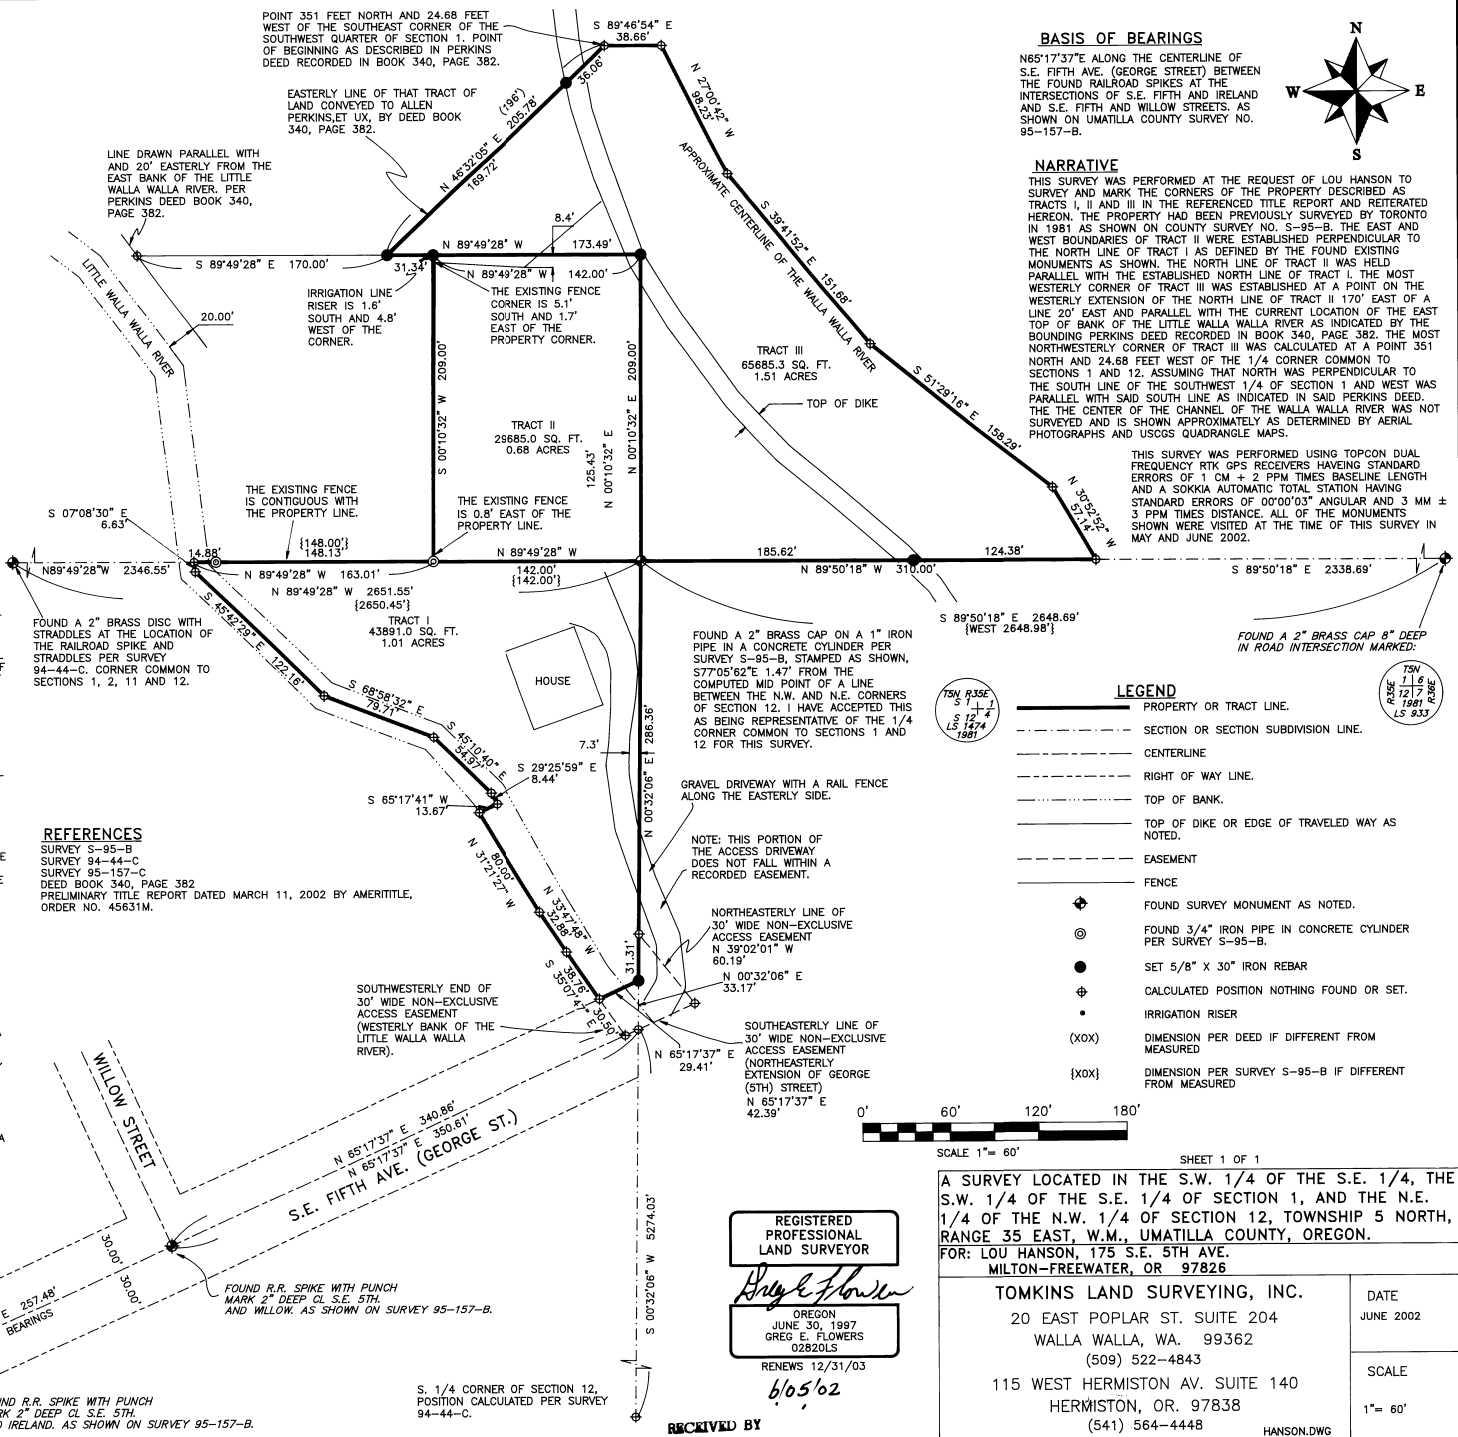 POINT 351 FEET NORTH AND 24.68 FEET
WEST OF THE SOUTHEAST CORNER OF THE
SOUTHWEST QUARTER OF SECTION 1. POINT
OF BEGINNING AS DESCRIBED IN PERKINS
DEED RECORDED IN BOOK 340, PAGE 382.
S 89°46'54" E
38.66'
36.06'
EASTERLY LINE OF THAT TRACT OF
LAND CONVEYED TO ALLEN
PERKINS,ET UX, BY DEED BOOK
340, PAGE 382.
(196')
N 46°32'05" E 205.78'
169.72'
N 27°00'42" W
98.23'
LINE DRAWN PARALLEL WITH
AND 20' EASTERLY FROM THE
EAST BANK OF THE LITTLE
WALLA WALLA RIVER. PER
PERKINS DEED BOOK 340,
PAGE 382.
APPROXIMATE CENTERLINE OF THE WALLA WALLA RIVER
S 39°41'52" E 151.68'
8.4'
N 89°49'28" W 173.49'
S 89°49'28" E 170.00'
31.34'
N 89°49'28" W 142.00'
LITTLE WALLA WALLA RIVER
20.00'
IRRIGATION LINE
RISER IS 1.6'
SOUTH AND 4.8'
WEST OF THE
CORNER.
THE EXISTING FENCE
CORNER IS 5.1'
SOUTH AND 1.7'
EAST OF THE
PROPERTY CORNER.
S 00°10'32" W 209.00'
N 00°10'32" E 209.00'
125.43'
N 00°10'32" E
TRACT III
65685.3 SQ. FT.
1.51 ACRES
TOP OF DIKE
TRACT II
29685.0 SQ. FT.
0.68 ACRES
S 51°29'16" E 158.29'
N 30°52'52" W
57.14'
THE EXISTING FENCE
IS CONTIGUOUS WITH
THE PROPERTY LINE.
THE EXISTING FENCE
IS 0.8' EAST OF THE
PROPERTY LINE.
S 07°08'30" E
6.63'
{148.00'}
148.13'
14.88'
N89°49'28"W 2346.55'
N 89°49'28" W 163.01'
N 89°49'28" W
142.00'
{142.00'}
N 89°49'28" W 2651.55'
{2650.45'}
185.62'
124.38'
N 89°50'18" W 310.00'
S 89°50'18" E 2338.69'
S 89°50'18" E 2648.69'
{WEST 2648.98'}
FOUND A 2" BRASS DISC WITH
STRADDLES AT THE LOCATION OF
THE RAILROAD SPIKE AND
STRADDLES PER SURVEY
94-44-C. CORNER COMMON TO
SECTIONS 1, 2, 11 AND 12.
TRACT I
43891.0 SQ. FT.
1.01 ACRES
S 45°42'29" E 122.16'
S 68°58'32" E
79.71'
S 45°10'40" E
54.97'
S 29°25'59" E
8.44'
S 65°17'41" W
13.67'
HOUSE
7.3'
N 00°32'06" E 286.36'
FOUND A 2" BRASS CAP ON A 1" IRON
PIPE IN A CONCRETE CYLINDER PER
SURVEY S-95-B, STAMPED AS SHOWN,
S77°05'62"E 1.47' FROM THE
COMPUTED MID POINT OF A LINE
BETWEEN THE N.W. AND N.E. CORNERS
OF SECTION 12. I HAVE ACCEPTED THIS
AS BEING REPRESENTATIVE OF THE 1/4
CORNER COMMON TO SECTIONS 1 AND
12 FOR THIS SURVEY.
T5N R35E
S 1 1
S 12 4
LS 1474
1981
GRAVEL DRIVEWAY WITH A RAIL FENCE
ALONG THE EASTERLY SIDE.
NOTE: THIS PORTION OF
THE ACCESS DRIVEWAY
DOES NOT FALL WITHIN A
RECORDED EASEMENT.
80.00'
N 31°21'27" W
N 33°47'48" W
32.88'
38.76'
S 35°07'47" E
30.50'
31.31'
NORTHEASTERLY LINE OF
30' WIDE NON-EXCLUSIVE
ACCESS EASEMENT
N 39°02'01" W
60.19'
N 00°32'06" E
33.17'
SOUTHWESTERLY END OF
30' WIDE NON-EXCLUSIVE
ACCESS EASEMENT
(WESTERLY BANK OF THE
LITTLE WALLA WALLA
RIVER).
N 65°17'37" E
29.41'
SOUTHEASTERLY LINE OF
30' WIDE NON-EXCLUSIVE
ACCESS EASEMENT
(NORTHEASTERLY
EXTENSION OF GEORGE
(5TH) STREET)
N 65°17'37" E
42.39'
REFERENCES
SURVEY S-95-B
SURVEY 94-44-C
SURVEY 95-157-C
DEED BOOK 340, PAGE 382
PRELIMINARY TITLE REPORT DATED MARCH 11, 2002 BY AMERITITLE,
ORDER NO. 45631M.
WILLOW STREET
N 65°17'37" E 340.86'
N 65°17'37" E 350.61'
S.E. FIFTH AVE. (GEORGE ST.)
30.00'
30.00'
E 257.48'
BEARINGS
FOUND R.R. SPIKE WITH PUNCH
MARK 2" DEEP CL S.E. 5TH.
AND WILLOW. AS SHOWN ON SURVEY 95-157-B.
ND R.R. SPIKE WITH PUNCH
RK 2" DEEP CL S.E. 5TH.
D IRELAND. AS SHOWN ON SURVEY 95-157-B.
S 00°32'06" W 5274.03'
S. 1/4 CORNER OF SECTION 12,
POSITION CALCULATED PER SURVEY
94-44-C.
BASIS OF BEARINGS
N65°17'37"E ALONG THE CENTERLINE OF
S.E. FIFTH AVE. (GEORGE STREET) BETWEEN
THE FOUND RAILROAD SPIKES AT THE
INTERSECTIONS OF S.E. FIFTH AND IRELAND
AND S.E. FIFTH AND WILLOW STREETS. AS
SHOWN ON UMATILLA COUNTY SURVEY NO.
95-157-B.
N
W E
S
NARRATIVE
THIS SURVEY WAS PERFORMED AT THE REQUEST OF LOU HANSON TO
SURVEY AND MARK THE CORNERS OF THE PROPERTY DESCRIBED AS
TRACTS I, II AND III IN THE REFERENCED TITLE REPORT AND REITERATED
HEREON. THE PROPERTY HAD BEEN PREVIOUSLY SURVEYED BY TORONTO
IN 1981 AS SHOWN ON COUNTY SURVEY NO. S-95-B. THE EAST AND
WEST BOUNDARIES OF TRACT II WERE ESTABLISHED PERPENDICULAR TO
THE NORTH LINE OF TRACT I AS DEFINED BY THE FOUND EXISTING
MONUMENTS AS SHOWN. THE NORTH LINE OF TRACT II WAS HELD
PARALLEL WITH THE ESTABLISHED NORTH LINE OF TRACT I. THE MOST
WESTERLY CORNER OF TRACT III WAS ESTABLISHED AT A POINT ON THE
WESTERLY EXTENSION OF THE NORTH LINE OF TRACT II 170' EAST OF A
LINE 20' EAST AND PARALLEL WITH THE CURRENT LOCATION OF THE EAST
TOP OF BANK OF THE LITTLE WALLA WALLA RIVER AS INDICATED BY THE
BOUNDING PERKINS DEED RECORDED IN BOOK 340, PAGE 382. THE MOST
NORTHWESTERLY CORNER OF TRACT III WAS CALCULATED AT A POINT 351
NORTH AND 24.68 FEET WEST OF THE 1/4 CORNER COMMON TO
SECTIONS 1 AND 12. ASSUMING THAT NORTH WAS PERPENDICULAR TO
THE SOUTH LINE OF THE SOUTHWEST 1/4 OF SECTION 1 AND WEST WAS
PARALLEL WITH SAID SOUTH LINE AS INDICATED IN SAID PERKINS DEED.
THE THE CENTER OF THE CHANNEL OF THE WALLA WALLA RIVER WAS NOT
SURVEYED AND IS SHOWN APPROXIMATELY AS DETERMINED BY AERIAL
PHOTOGRAPHS AND USCGS QUADRANGLE MAPS.
THIS SURVEY WAS PERFORMED USING TOPCON DUAL
FREQUENCY RTK GPS RECEIVERS HAVEING STANDARD
ERRORS OF 1 CM + 2 PPM TIMES BASELINE LENGTH
AND A SOKKIA AUTOMATIC TOTAL STATION HAVING
STANDARD ERRORS OF 00°00'03" ANGULAR AND 3 MM ±
3 PPM TIMES DISTANCE. ALL OF THE MONUMENTS
SHOWN WERE VISITED AT THE TIME OF THIS SURVEY IN
MAY AND JUNE 2002.
FOUND A 2" BRASS CAP 8" DEEP
IN ROAD INTERSECTION MARKED:
T5N
R35E 1 6 R36E
12 7
1981
LS 933
LEGEND
PROPERTY OR TRACT LINE.
SECTION OR SECTION SUBDIVISION LINE.
CENTERLINE
RIGHT OF WAY LINE.
TOP OF BANK.
TOP OF DIKE OR EDGE OF TRAVELED WAY AS
NOTED.
EASEMENT
FENCE
FOUND SURVEY MONUMENT AS NOTED.
FOUND 3/4" IRON PIPE IN CONCRETE CYLINDER
PER SURVEY S-95-B.
SET 5/8" X 30" IRON REBAR
CALCULATED POSITION NOTHING FOUND OR SET.
IRRIGATION RISER
(XOX) DIMENSION PER DEED IF DIFFERENT FROM
MEASURED
{XOX} DIMENSION PER SURVEY S-95-B IF DIFFERENT
FROM MEASURED
0' 60' 120' 180'
SCALE 1"= 60'
SHEET 1 OF 1
A SURVEY LOCATED IN THE S.W. 1/4 OF THE S.E. 1/4, THE
S.W. 1/4 OF THE S.E. 1/4 OF SECTION 1, AND THE N.E.
1/4 OF THE N.W. 1/4 OF SECTION 12, TOWNSHIP 5 NORTH,
RANGE 35 EAST, W.M., UMATILLA COUNTY, OREGON.
FOR: LOU HANSON, 175 S.E. 5TH AVE.
MILTON-FREEWATER, OR 97826
TOMKINS LAND SURVEYING, INC.
20 EAST POPLAR ST. SUITE 204
WALLA WALLA, WA. 99362
(509) 522-4843
115 WEST HERMISTON AV. SUITE 140
HERMISTON, OR. 97838
(541) 564-4448
HANSON.DWG
DATE
JUNE 2002
SCALE
1"= 60'
REGISTERED
PROFESSIONAL
LAND SURVEYOR
Greg E Flowers
OREGON
JUNE 30, 1997
GREG E. FLOWERS
02820LS
RENEWS 12/31/03
6/05/02
RECEIVED BY